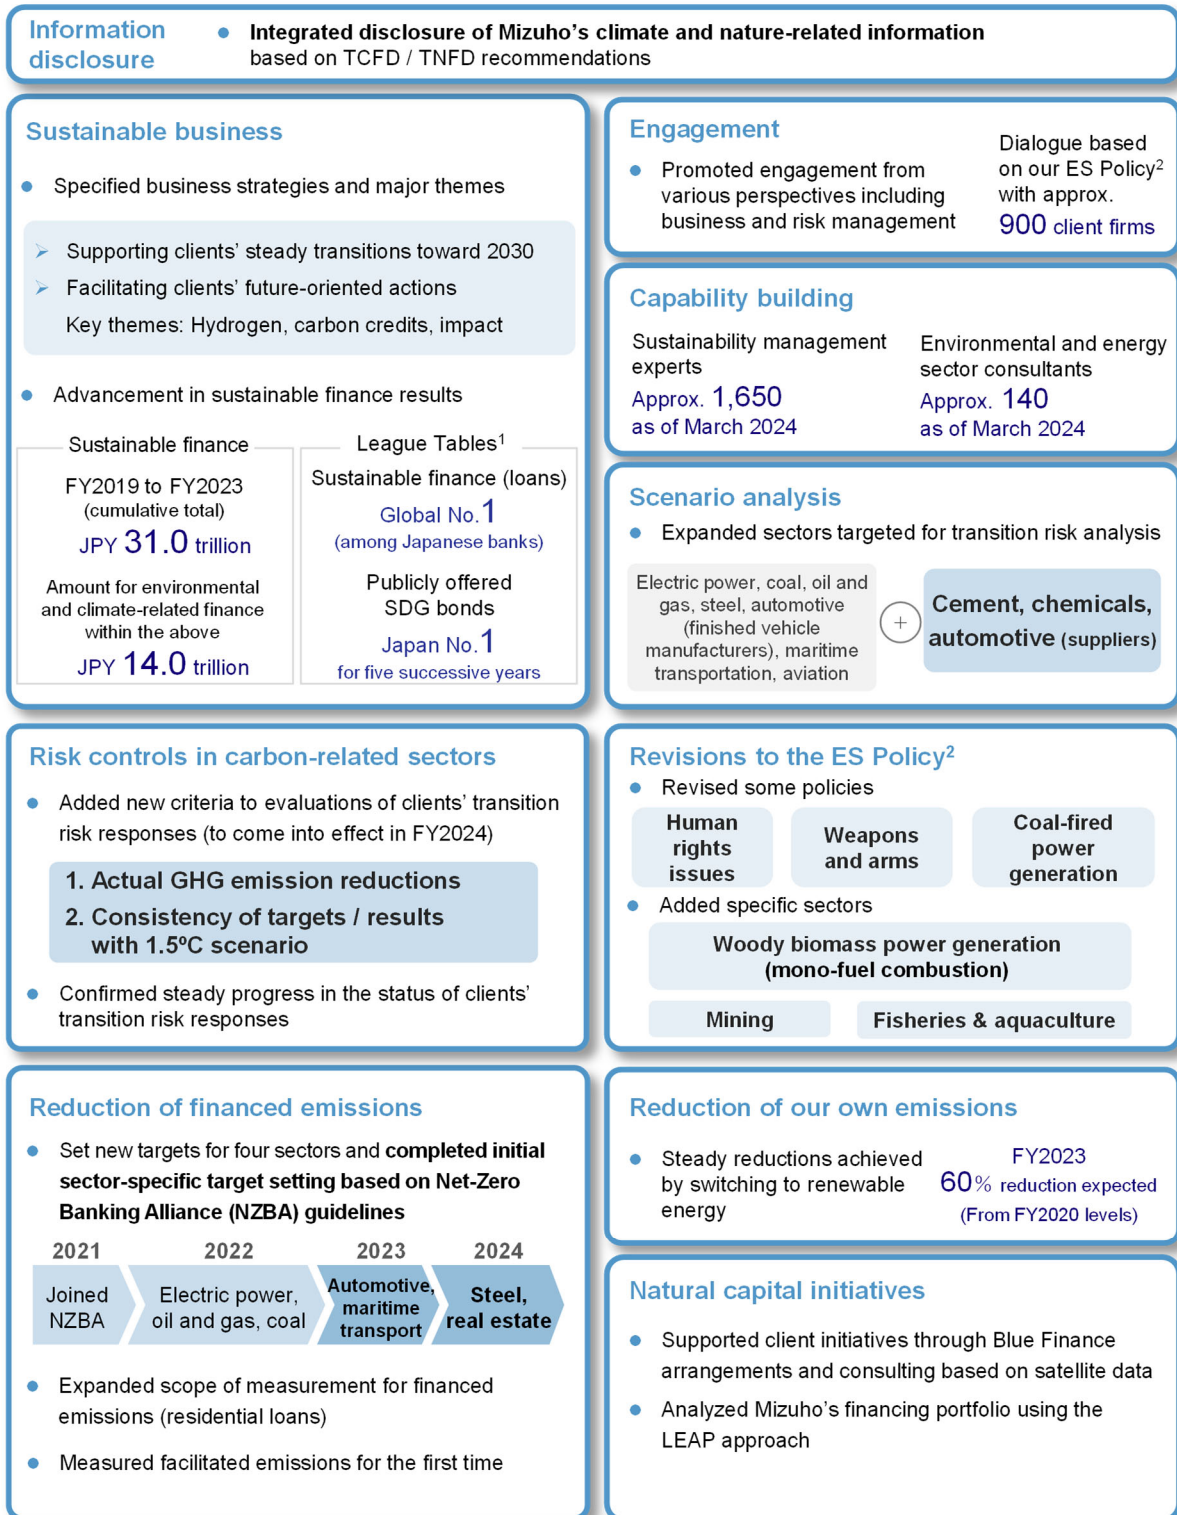 Information
disclosure
● Integrated disclosure of Mizuho's climate and nature-related information
based on TCFD / TNFD recommendations
Sustainable business
● Specified business strategies and major themes
➢ Supporting clients' steady transitions toward 2030
➢ Facilitating clients' future-oriented actions
Key themes: Hydrogen, carbon credits, impact
● Advancement in sustainable finance results
Sustainable finance
FY2019 to FY2023
(cumulative total)
JPY 31.0 trillion
Amount for environmental
and climate-related finance
within the above
JPY 14.0 trillion
League Tables¹
Sustainable finance (loans)
Global No.1
(among Japanese banks)
Publicly offered
SDG bonds
Japan No.1
for five successive years
Engagement
● Promoted engagement from
various perspectives including
business and risk management
Dialogue based
on our ES Policy²
with approx.
900 client firms
Capability building
Sustainability management
experts
Approx. 1,650
as of March 2024
Environmental and energy
sector consultants
Approx. 140
as of March 2024
Scenario analysis
● Expanded sectors targeted for transition risk analysis
Electric power, coal, oil and
gas, steel, automotive
(finished vehicle
manufacturers), maritime
transportation, aviation
+
Cement, chemicals,
automotive (suppliers)
Risk controls in carbon-related sectors
● Added new criteria to evaluations of clients' transition
risk responses (to come into effect in FY2024)
1. Actual GHG emission reductions
2. Consistency of targets / results
with 1.5ºC scenario
● Confirmed steady progress in the status of clients'
transition risk responses
Revisions to the ES Policy²
● Revised some policies
Human
rights
issues
Weapons
and arms
Coal-fired
power
generation
● Added specific sectors
Woody biomass power generation
(mono-fuel combustion)
Mining
Fisheries & aquaculture
Reduction of financed emissions
● Set new targets for four sectors and completed initial
sector-specific target setting based on Net-Zero
Banking Alliance (NZBA) guidelines
2021
2022
2023
2024
Joined
NZBA
Electric power,
oil and gas, coal
Automotive,
maritime
transport
Steel,
real estate
● Expanded scope of measurement for financed
emissions (residential loans)
● Measured facilitated emissions for the first time
Reduction of our own emissions
● Steady reductions achieved
by switching to renewable
energy
FY2023
60% reduction expected
(From FY2020 levels)
Natural capital initiatives
● Supported client initiatives through Blue Finance
arrangements and consulting based on satellite data
● Analyzed Mizuho's financing portfolio using the
LEAP approach